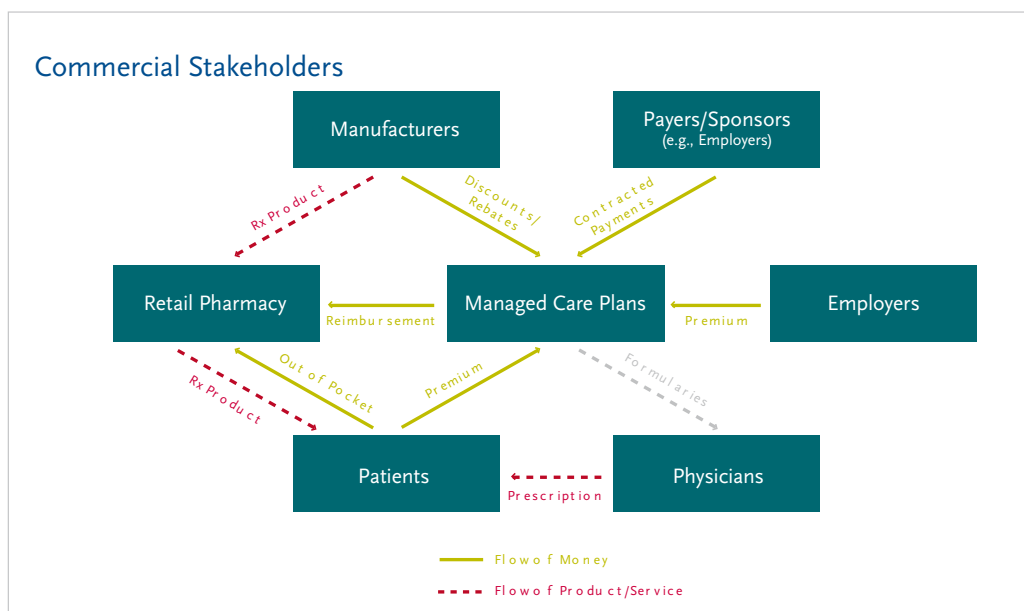 Commercial Stakeholders
Manufacturers
Payers/Sponsors
(e.g., Employers)
Rx Product
Discounts/
Rebates
Contracted
Payments
Retail Pharmacy
Managed Care Plans
Employers
Reimbursement
Premium
Rx Product
Out of Pocket
Premium
Formularies
Patients
Physicians
Prescription
Flow of Money
Flow of Product/Service